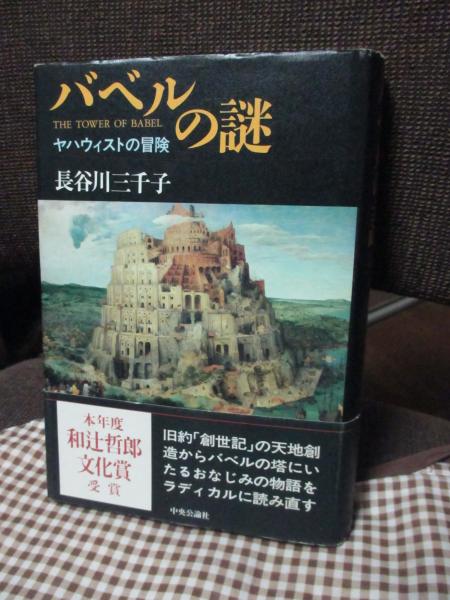 バベルの謎
THE TOWER OF BABEL
ヤハウィストの冒険
長谷川三千子
本年度
和辻哲郎
文化賞
受賞
旧約「創世記」の天地創
造からバベルの塔にい
たるおなじみの物語を
ラディカルに読み直す
中央公論社